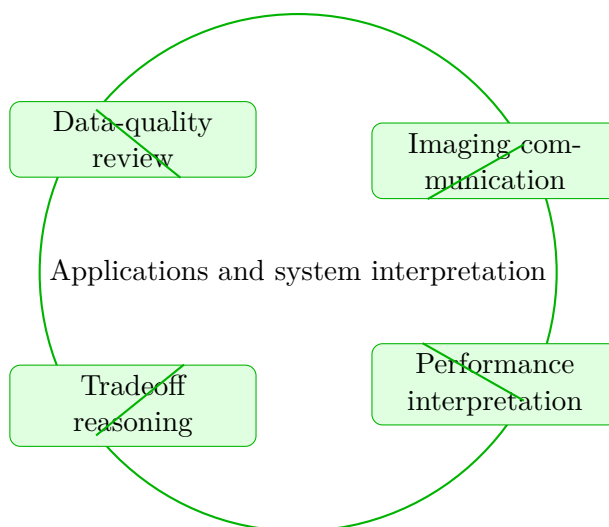 Data-quality
review
Imaging com-
munication
Applications and system interpretation
Tradeoff
reasoning
Performance
interpretation